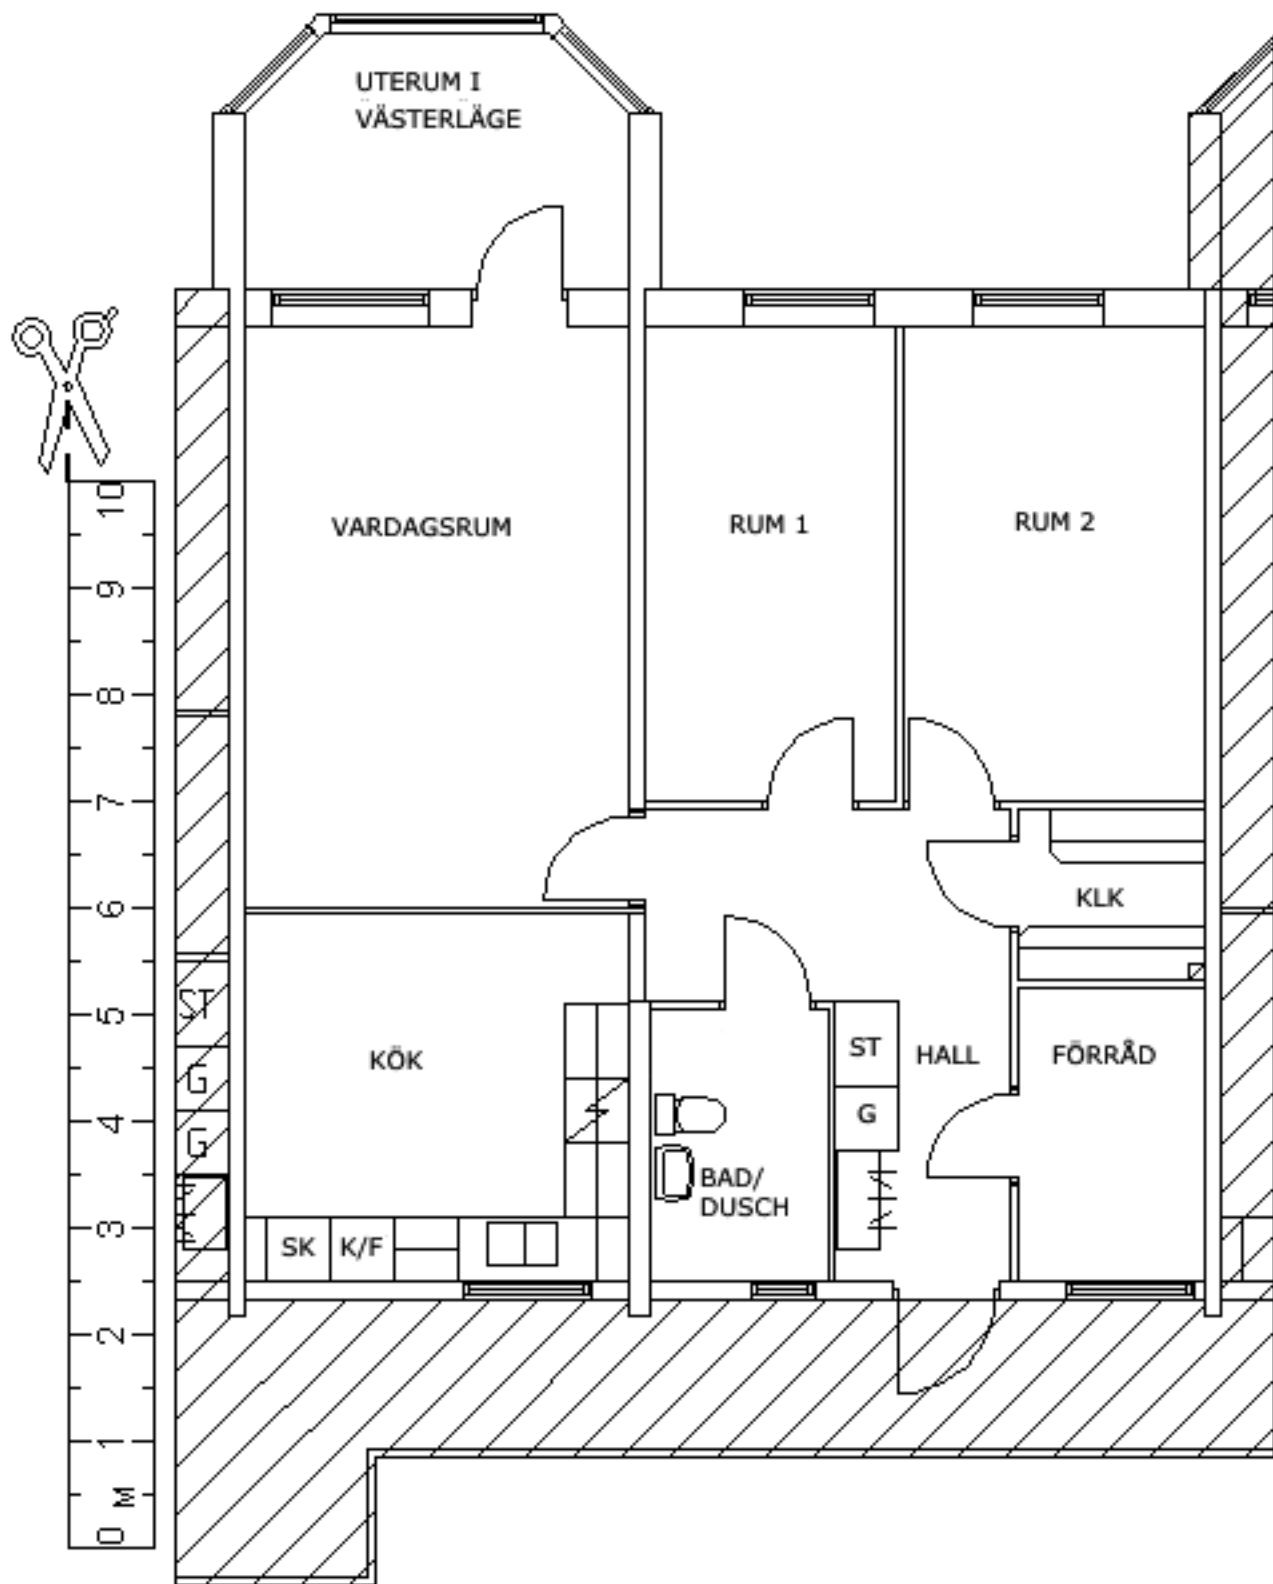 UTERUM I
VÄSTERLÄGE
VARDAGSRUM
RUM 1
RUM 2
KLK
KÖK
ST
G
HALL
FÖRRÅD
BAD/
DUSCH
SK
K/F
ST
G
G
10
9
8
7
6
5
4
3
2
1
M
0